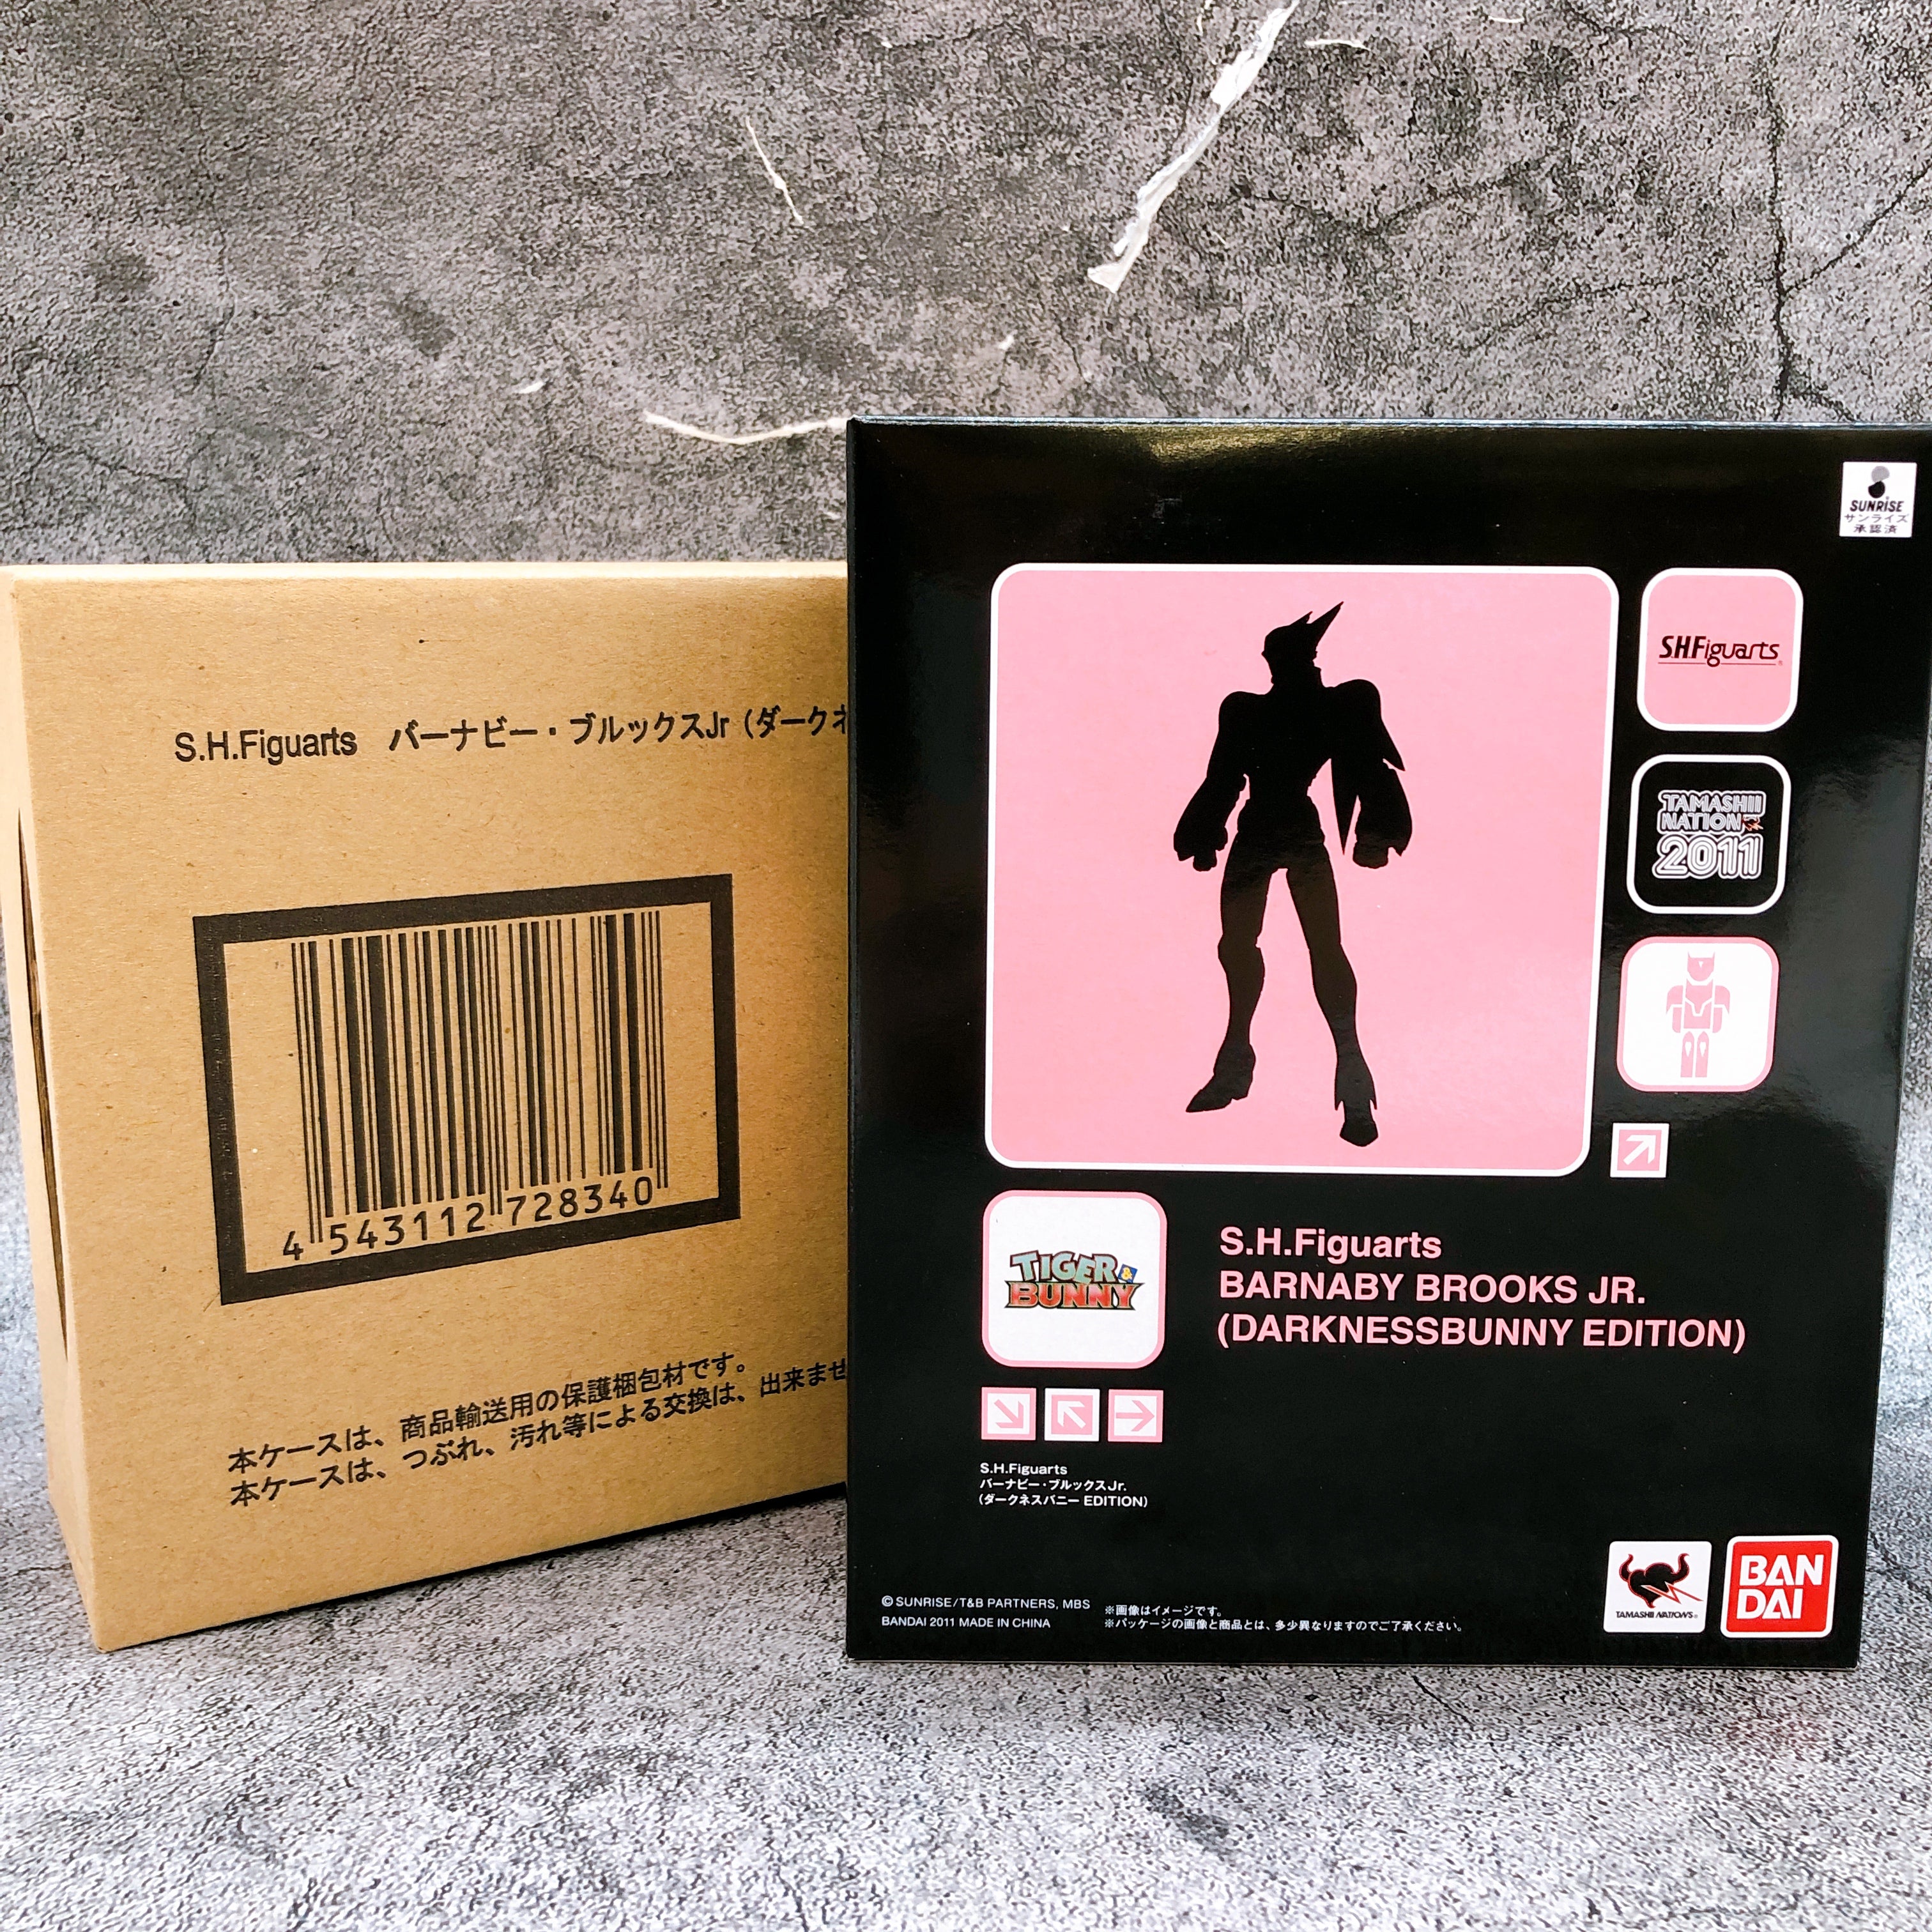 S.H.Figuarts バーナビー・ブルックスJr（ダークネ
4 543112 728340
本ケースは、商品輸送用の保護梱包材です。
本ケースは、つぶれ、汚れ等による交換は、出来ませ
SUNRISE
サンライズ
承認済
S.H.Figuarts
TAMASHII
NATION
2011
TIGER &
BUNNY
S.H.Figuarts
BARNABY BROOKS JR.
(DARKNESSBUNNY EDITION)
S.H.Figuarts
バーナビー・ブルックスJr.
(ダークネスバニー EDITION)
©SUNRISE/T&B PARTNERS, MBS
BANDAI 2011 MADE IN CHINA
※画像はイメージです。
※パッケージの画像と商品とは、多少異なりますのでご了承ください。
TAMASHII NATIONS
BAN
DAI